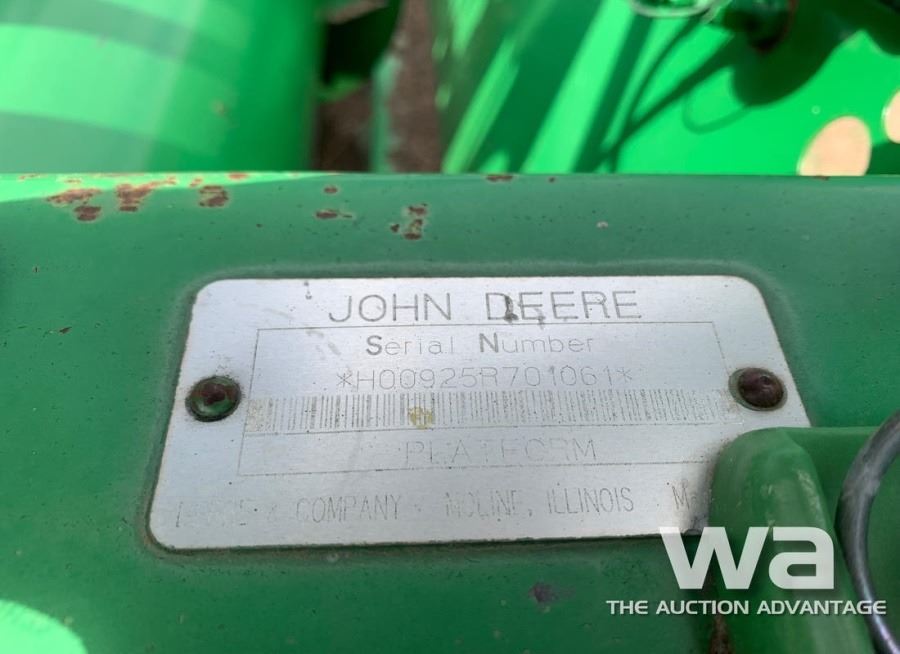 JOHN DEERE
Serial Number
*H00925R701061*
PLATFORM
& COMPANY MOLINE, ILLINOIS
wa
THE AUCTION ADVANTAGE